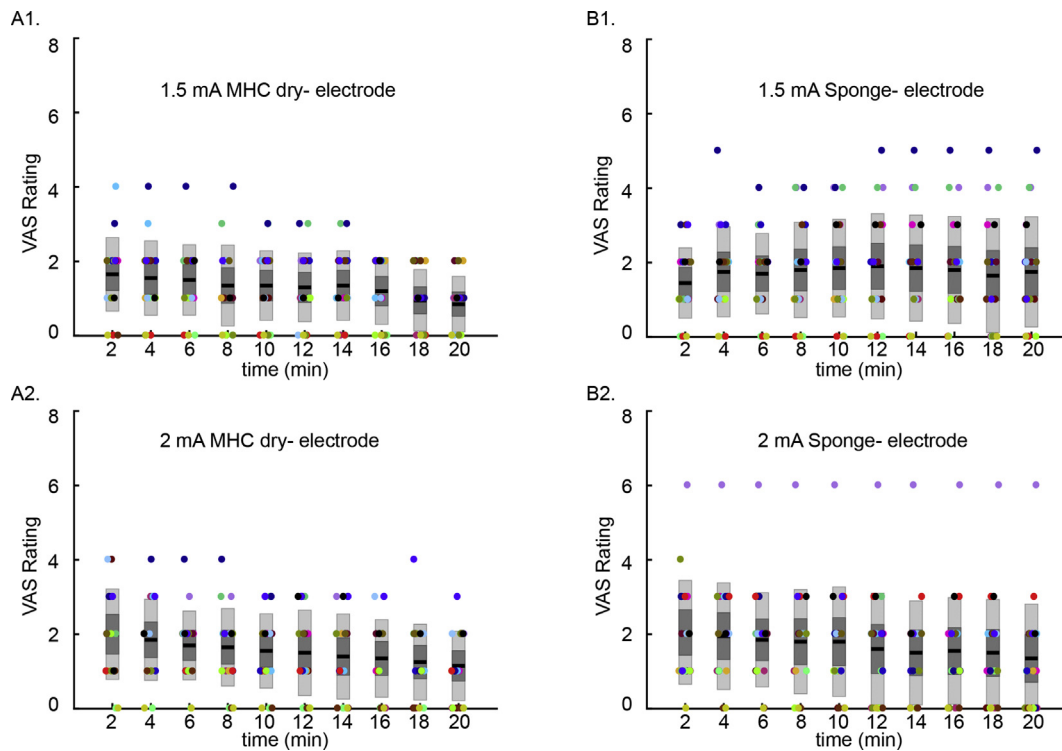 A1.
1.5 mA MHC dry- electrode
VAS Rating
8
6
4
2
0
2 4 6 8 10 12 14 16 18 20
time (min)
B1.
1.5 mA Sponge- electrode
VAS Rating
8
6
4
2
0
2 4 6 8 10 12 14 16 18 20
time (min)
A2.
2 mA MHC dry- electrode
VAS Rating
8
6
4
2
0
2 4 6 8 10 12 14 16 18 20
time (min)
B2.
2 mA Sponge- electrode
VAS Rating
8
6
4
2
0
2 4 6 8 10 12 14 16 18 20
time (min)